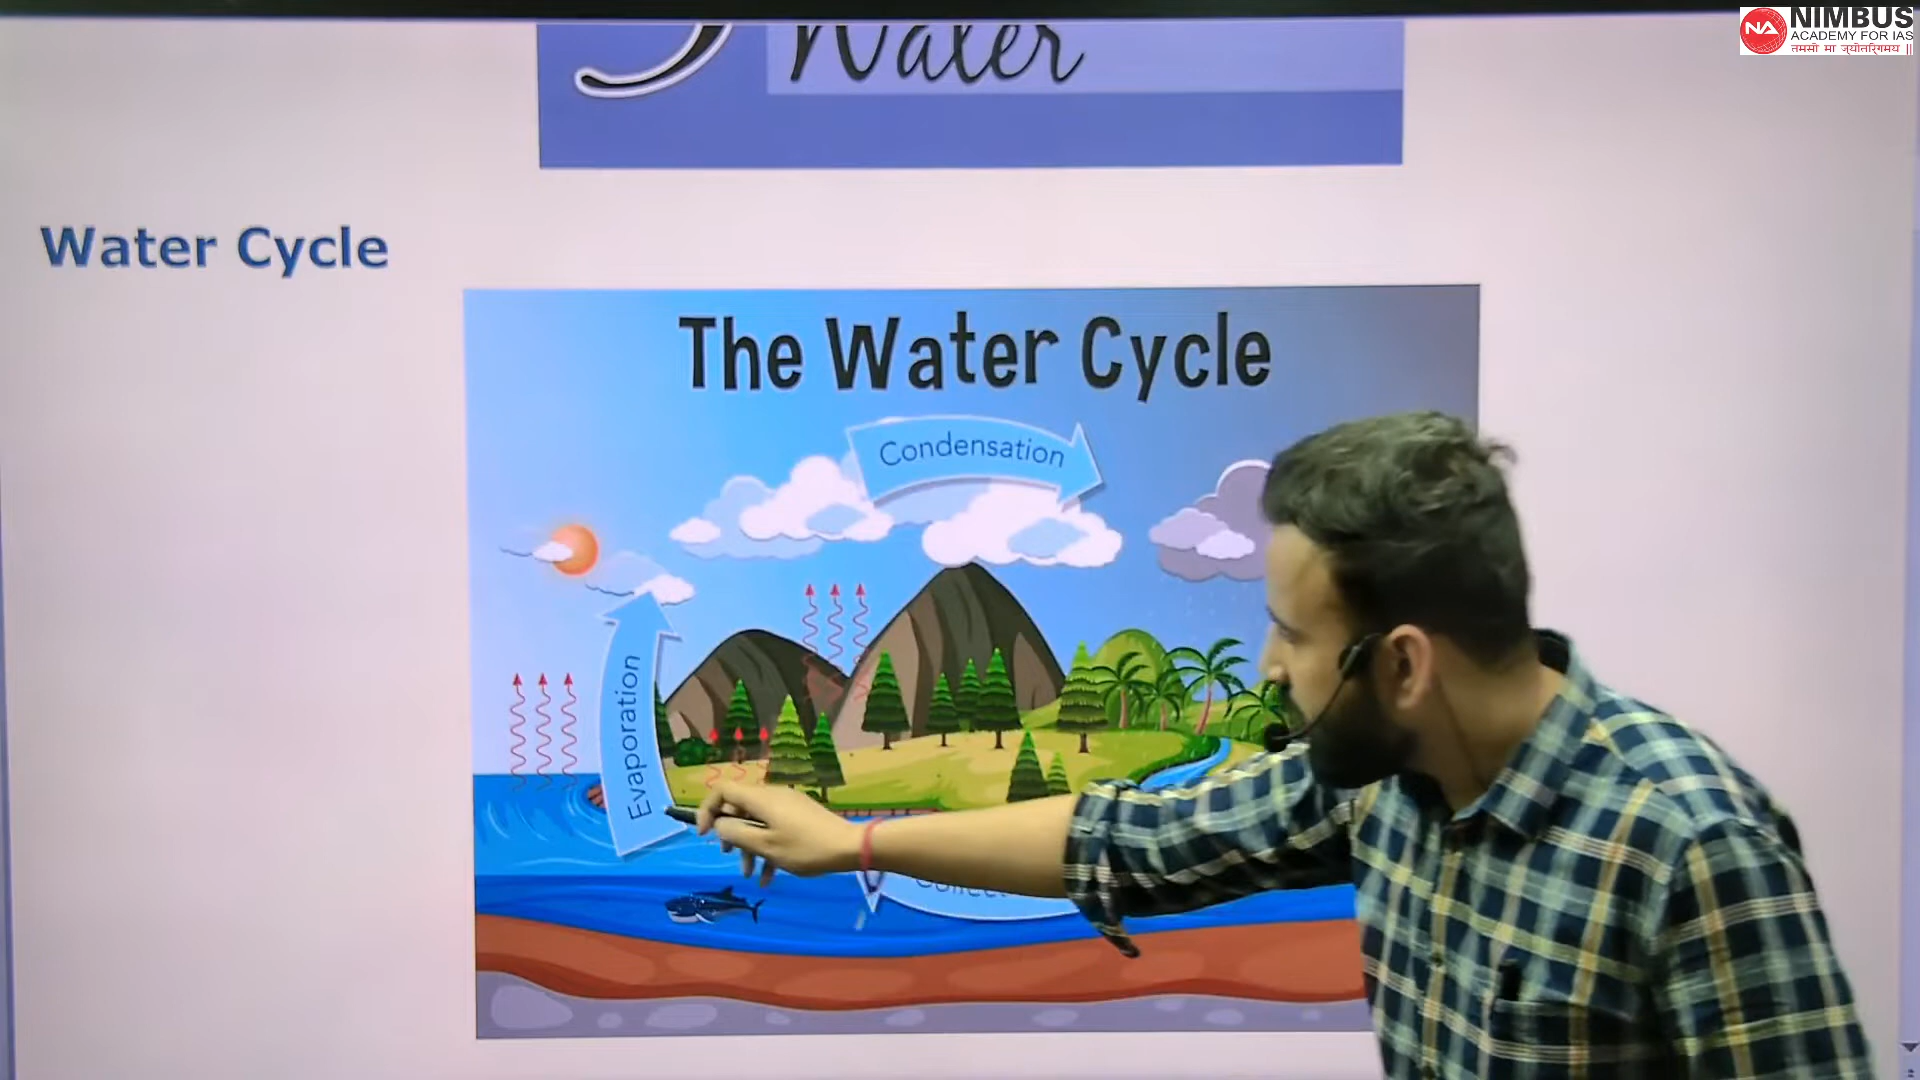 Water
NIMBUS
ACADEMY FOR IAS
तमसो मा ज्योतिर्गमय ||
Water Cycle
The Water Cycle
Condensation
Evaporation